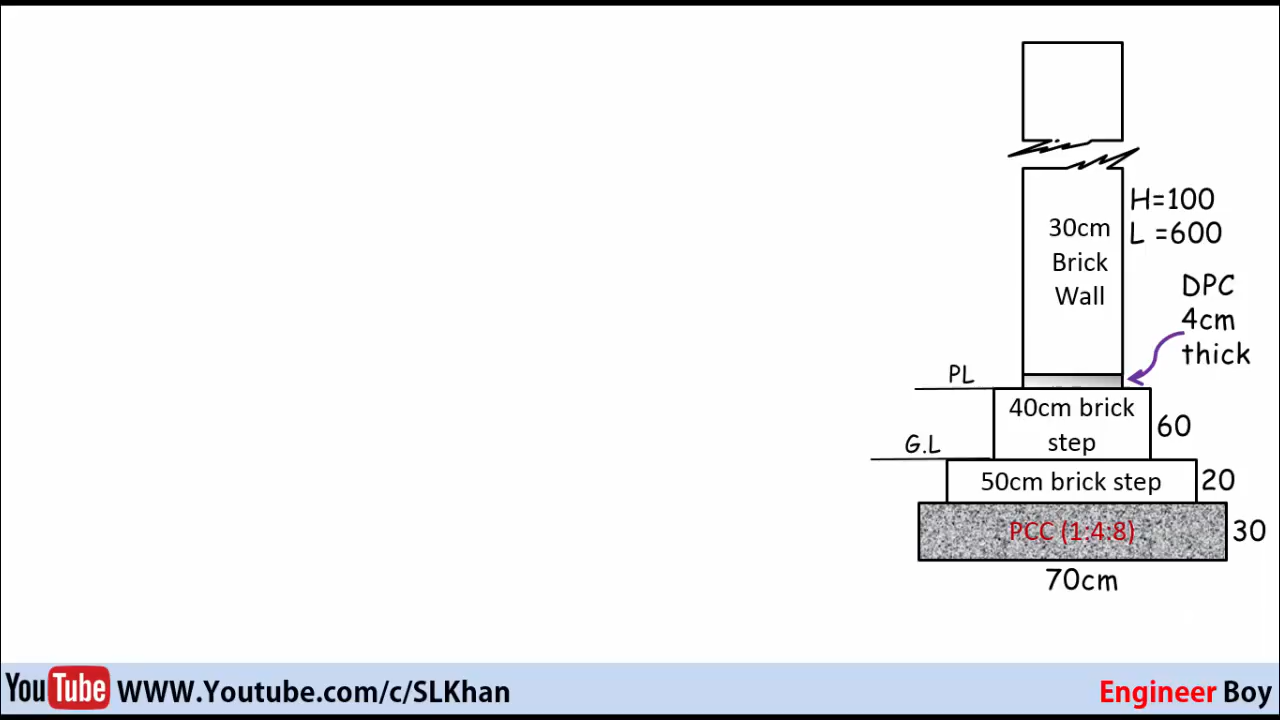 H=100
L =600
30cm
Brick
Wall
DPC
4cm
thick
PL
40cm brick
step
60
G.L
50cm brick step
20
PCC (1:4:8)
30
70cm
YouTube WWW.Youtube.com/c/SLKhan
Engineer Boy